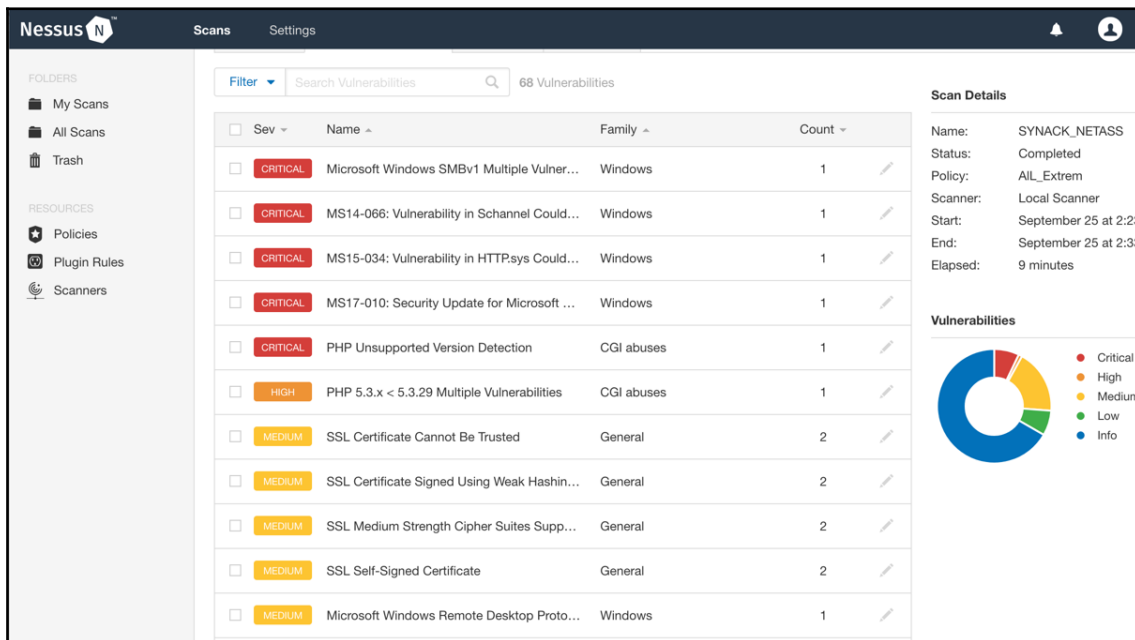 Nessus N ™
Scans Settings
FOLDERS
My Scans
All Scans
Trash
RESOURCES
Policies
Plugin Rules
Scanners
Filter Search Vulnerabilities 68 Vulnerabilities
Sev Name Family Count
CRITICAL Microsoft Windows SMBv1 Multiple Vulner... Windows 1
CRITICAL MS14-066: Vulnerability in Schannel Could... Windows 1
CRITICAL MS15-034: Vulnerability in HTTP.sys Could... Windows 1
CRITICAL MS17-010: Security Update for Microsoft ... Windows 1
CRITICAL PHP Unsupported Version Detection CGI abuses 1
HIGH PHP 5.3.x < 5.3.29 Multiple Vulnerabilities CGI abuses 1
MEDIUM SSL Certificate Cannot Be Trusted General 2
MEDIUM SSL Certificate Signed Using Weak Hashin... General 2
MEDIUM SSL Medium Strength Cipher Suites Supp... General 2
MEDIUM SSL Self-Signed Certificate General 2
MEDIUM Microsoft Windows Remote Desktop Proto... Windows 1
Scan Details
Name: SYNACK_NETASS
Status: Completed
Policy: AIL_Extrem
Scanner: Local Scanner
Start: September 25 at
End: September 25 at
Elapsed: 9 minutes
Vulnerabilities
Critical
High
Medium
Low
Info